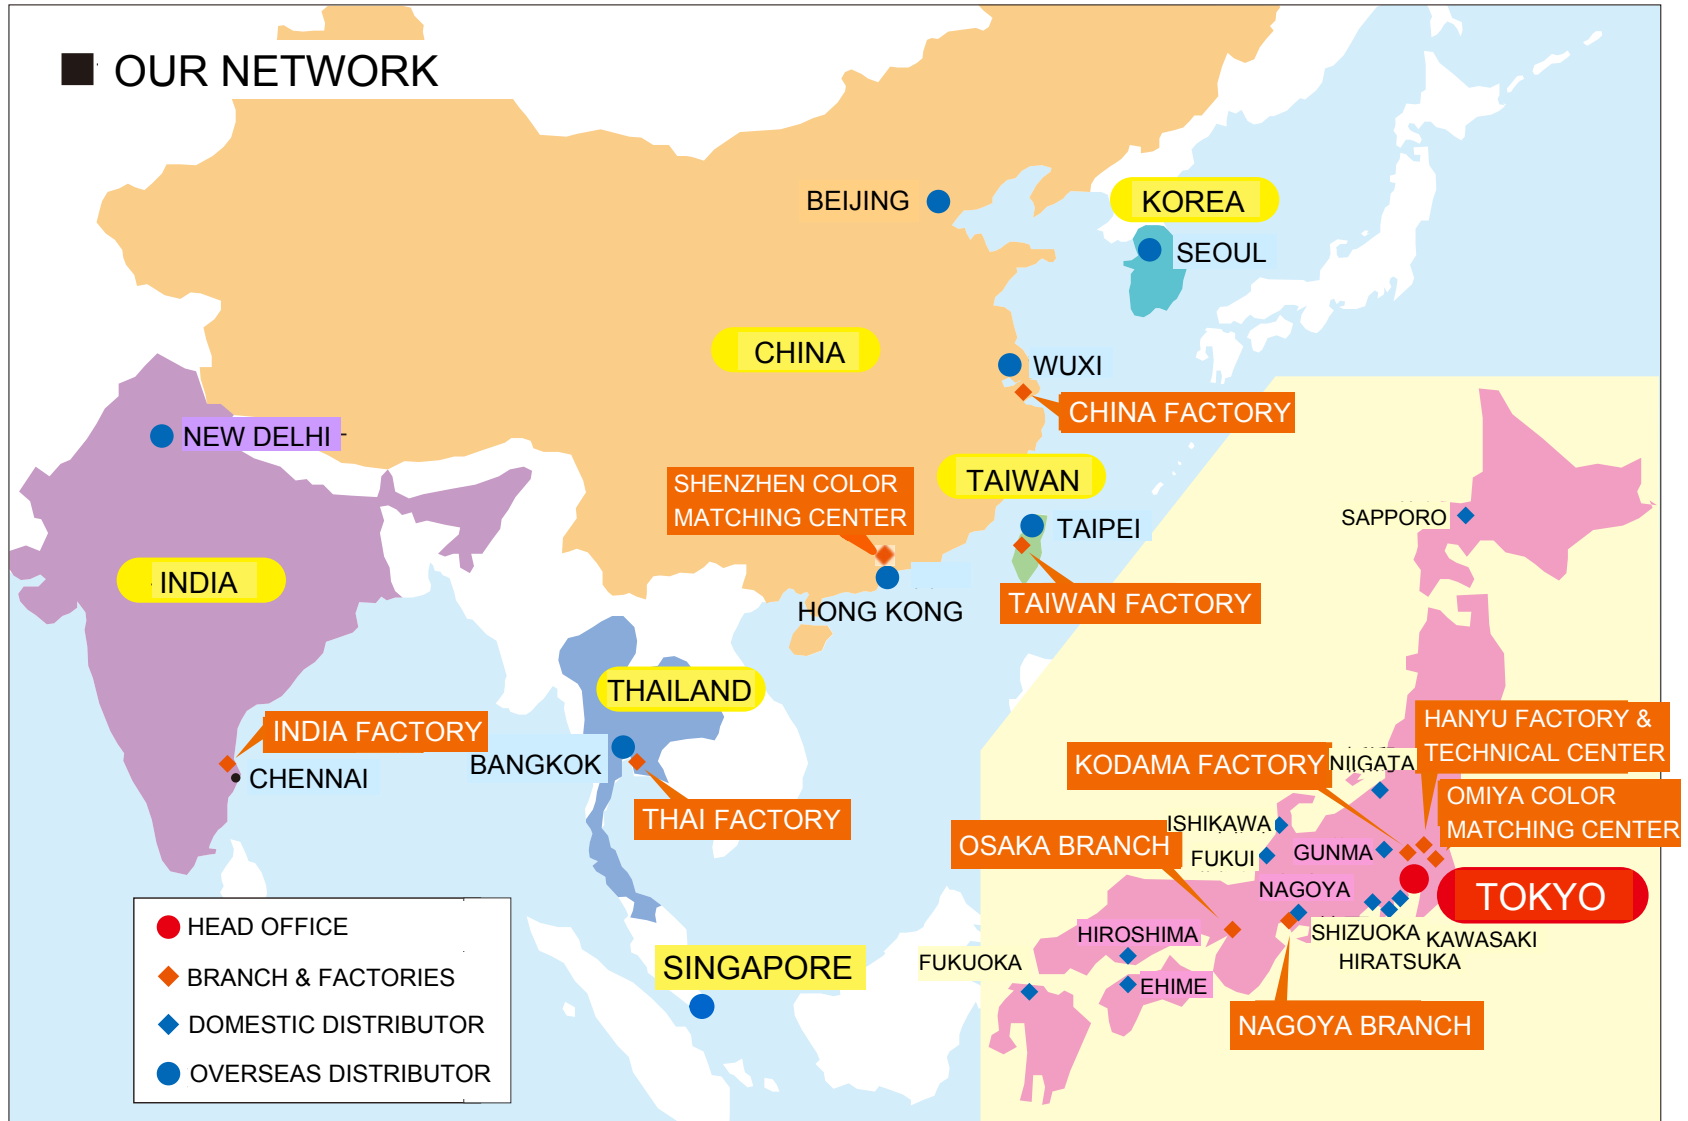 OUR NETWORK
BEIJING
KOREA
SEOUL
CHINA
WUXI
CHINA FACTORY
NEW DELHI
TAIWAN
SHENZHEN COLOR
MATCHING CENTER
TAIPEI
SAPPORO
INDIA
HONG KONG
TAIWAN FACTORY
THAILAND
INDIA FACTORY
CHENNAI
BANGKOK
THAI FACTORY
HANYU FACTORY &
TECHNICAL CENTER
KODAMA FACTORY
NIIGATA
OMIYA COLOR
MATCHING CENTER
ISHIKAWA
OSAKA BRANCH
FUKUI
GUNMA
NAGOYA
TOKYO
HIROSHIMA
SHIZUOKA
KAWASAKI
HIRATSUKA
FUKUOKA
EHIME
NAGOYA BRANCH
SINGAPORE
HEAD OFFICE
BRANCH & FACTORIES
DOMESTIC DISTRIBUTOR
OVERSEAS DISTRIBUTOR